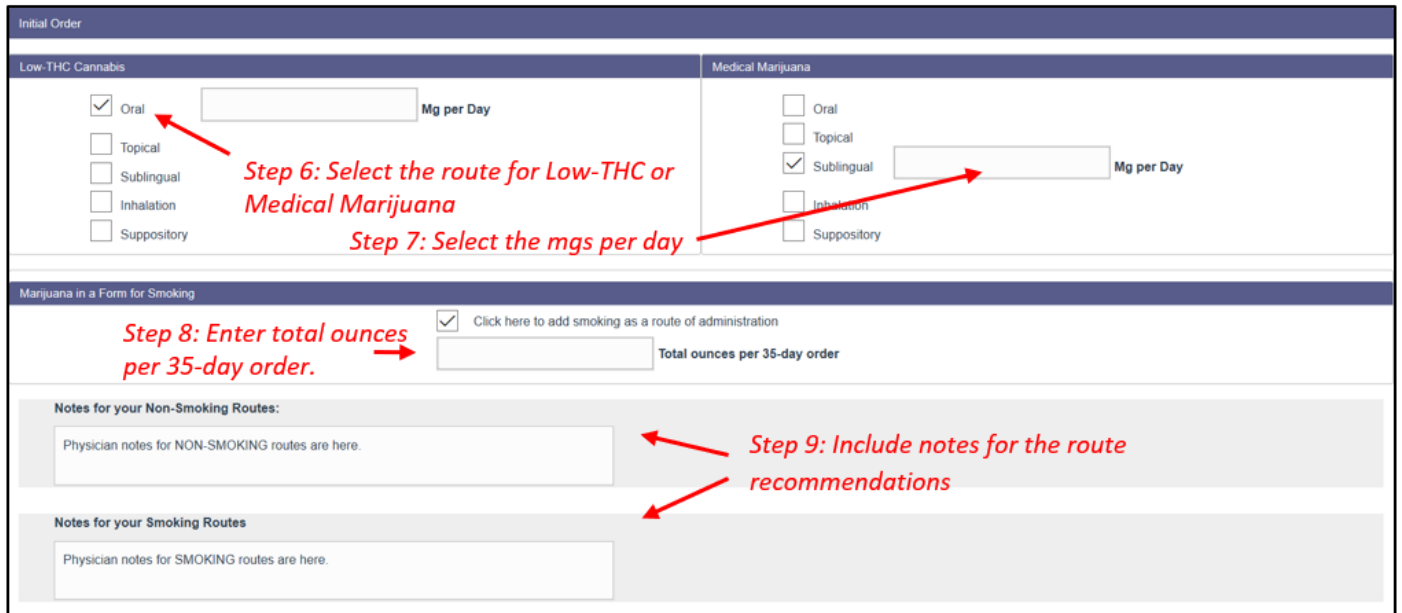 Initial Order
Low-THC Cannabis
Oral
Mg per Day
Topical
Sublingual
Inhalation
Suppository
Step 6: Select the route for Low-THC or
Medical Marijuana
Step 7: Select the mgs per day
Medical Marijuana
Oral
Topical
Sublingual
Mg per Day
Inhalation
Suppository
Marijuana in a Form for Smoking
Click here to add smoking as a route of administration
Step 8: Enter total ounces
per 35-day order.
Total ounces per 35-day order
Notes for your Non-Smoking Routes:
Physician notes for NON-SMOKING routes are here.
Step 9: Include notes for the route
recommendations
Notes for your Smoking Routes
Physician notes for SMOKING routes are here.